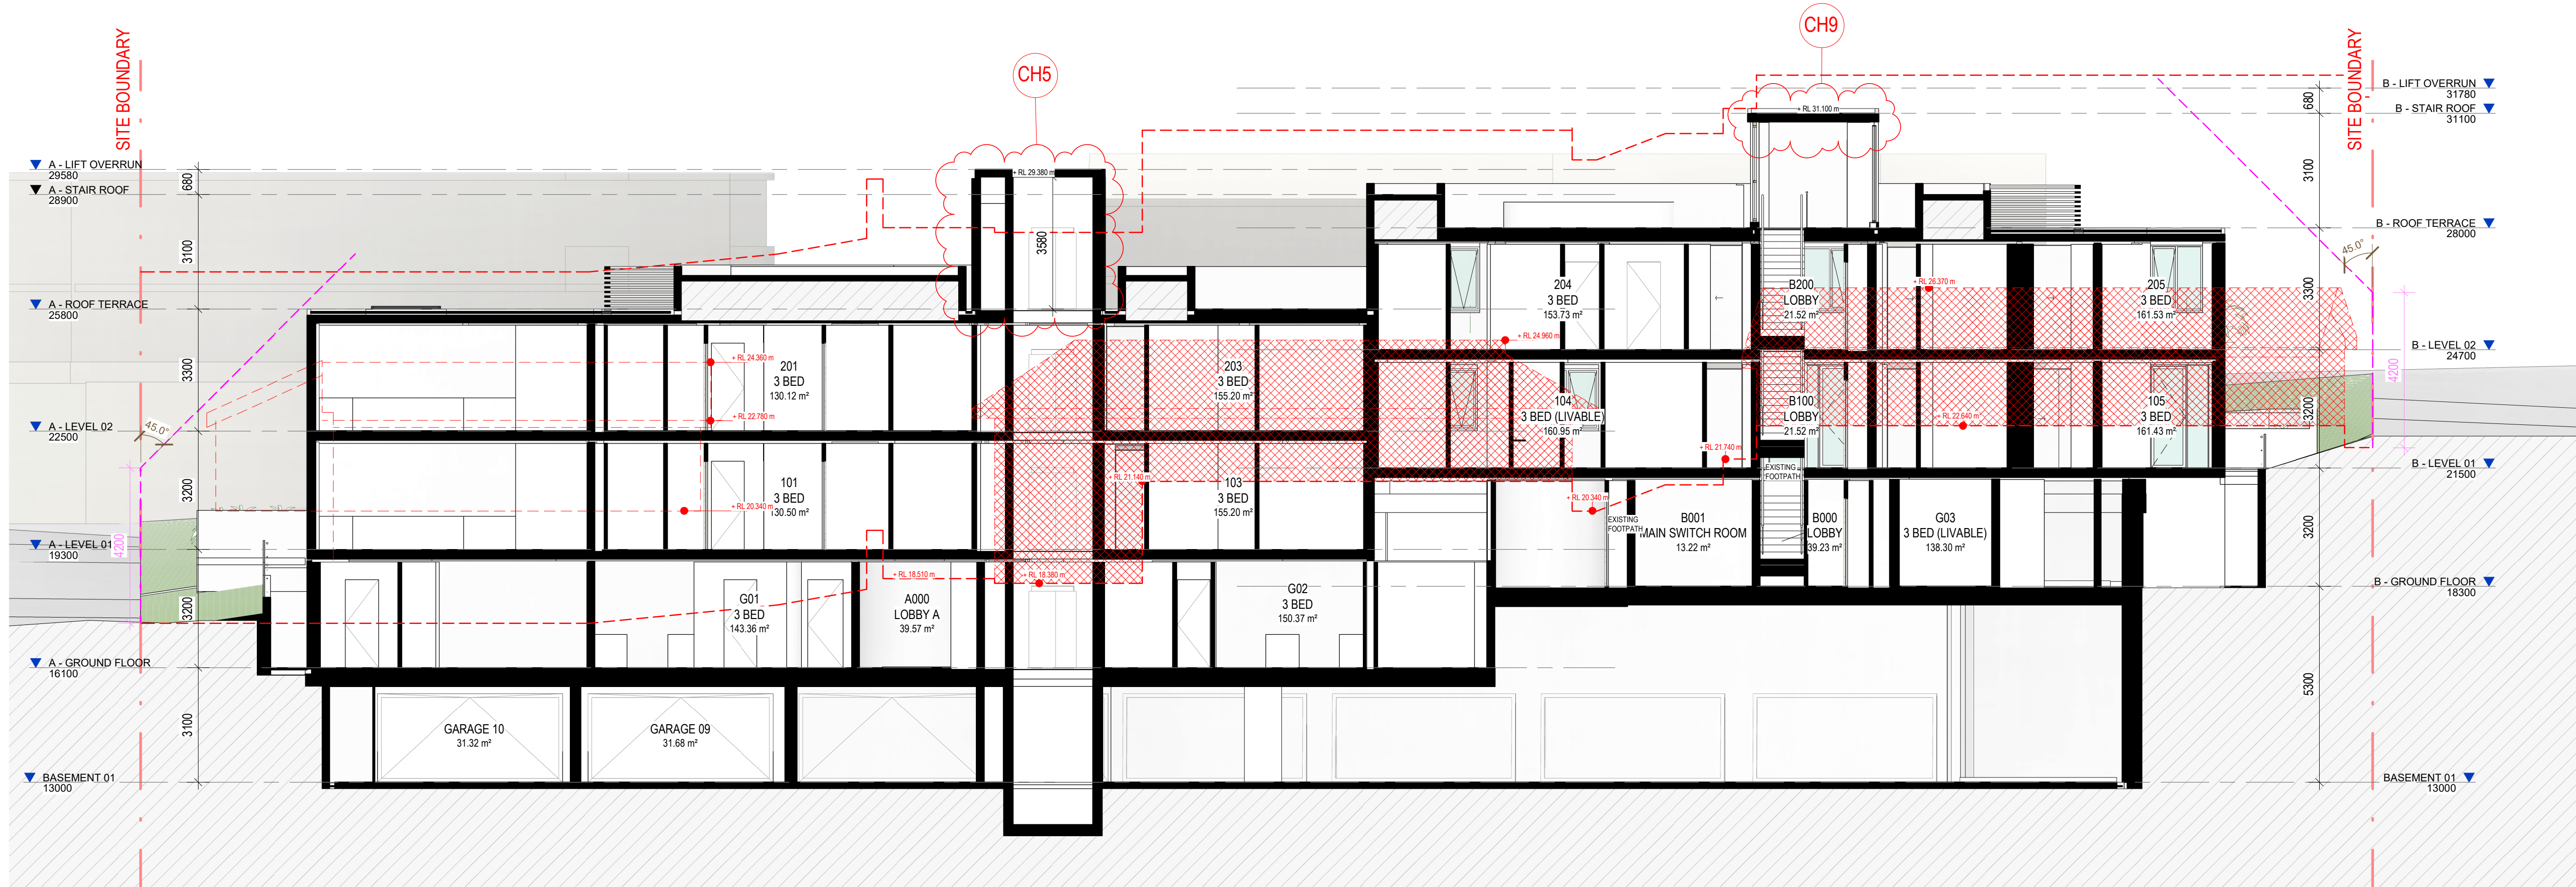 CH9
CH5
SITE BOUNDARY
SITE BOUNDARY
A - LIFT OVERRUN
29580
A - STAIR ROOF
28900
A - ROOF TERRACE
25800
A - LEVEL 02
22500
A - LEVEL 01
19300
A - GROUND FLOOR
16100
BASEMENT 01
13000
680
3100
3300
3200
3200
3100
45.0°
4200
+ RL 29.380 m
3580
+ RL 31.100 m
+ RL 24.360 m
+ RL 22.780 m
+ RL 20.340 m
201
3 BED
130.12 m²
203
3 BED
155.20 m²
+ RL 24.960 m
204
3 BED
153.73 m²
B200
LOBBY
21.52 m²
+ RL 26.370 m
205
3 BED
161.53 m²
101
3 BED
130.50 m²
+ RL 21.140 m
103
3 BED
155.20 m²
104
3 BED (LIVABLE)
160.95 m²
B100
LOBBY
21.52 m²
+ RL 22.640 m
105
3 BED
161.43 m²
+ RL 21.740 m
+ RL 20.340 m
EXISTING
FOOTPATH
EXISTING
FOOTPATH
+ RL 18.510 m
+ RL 18.380 m
G01
3 BED
143.36 m²
A000
LOBBY A
39.57 m²
G02
3 BED
150.37 m²
B001
MAIN SWITCH ROOM
13.22 m²
B000
LOBBY
39.23 m²
G03
3 BED (LIVABLE)
138.30 m²
GARAGE 10
31.32 m²
GARAGE 09
31.68 m²
B - LIFT OVERRUN
31780
B - STAIR ROOF
31100
B - ROOF TERRACE
28000
B - LEVEL 02
24700
B - LEVEL 01
21500
B - GROUND FLOOR
18300
BASEMENT 01
13000
680
3100
3300
3200
3200
5300
45.0°
4200